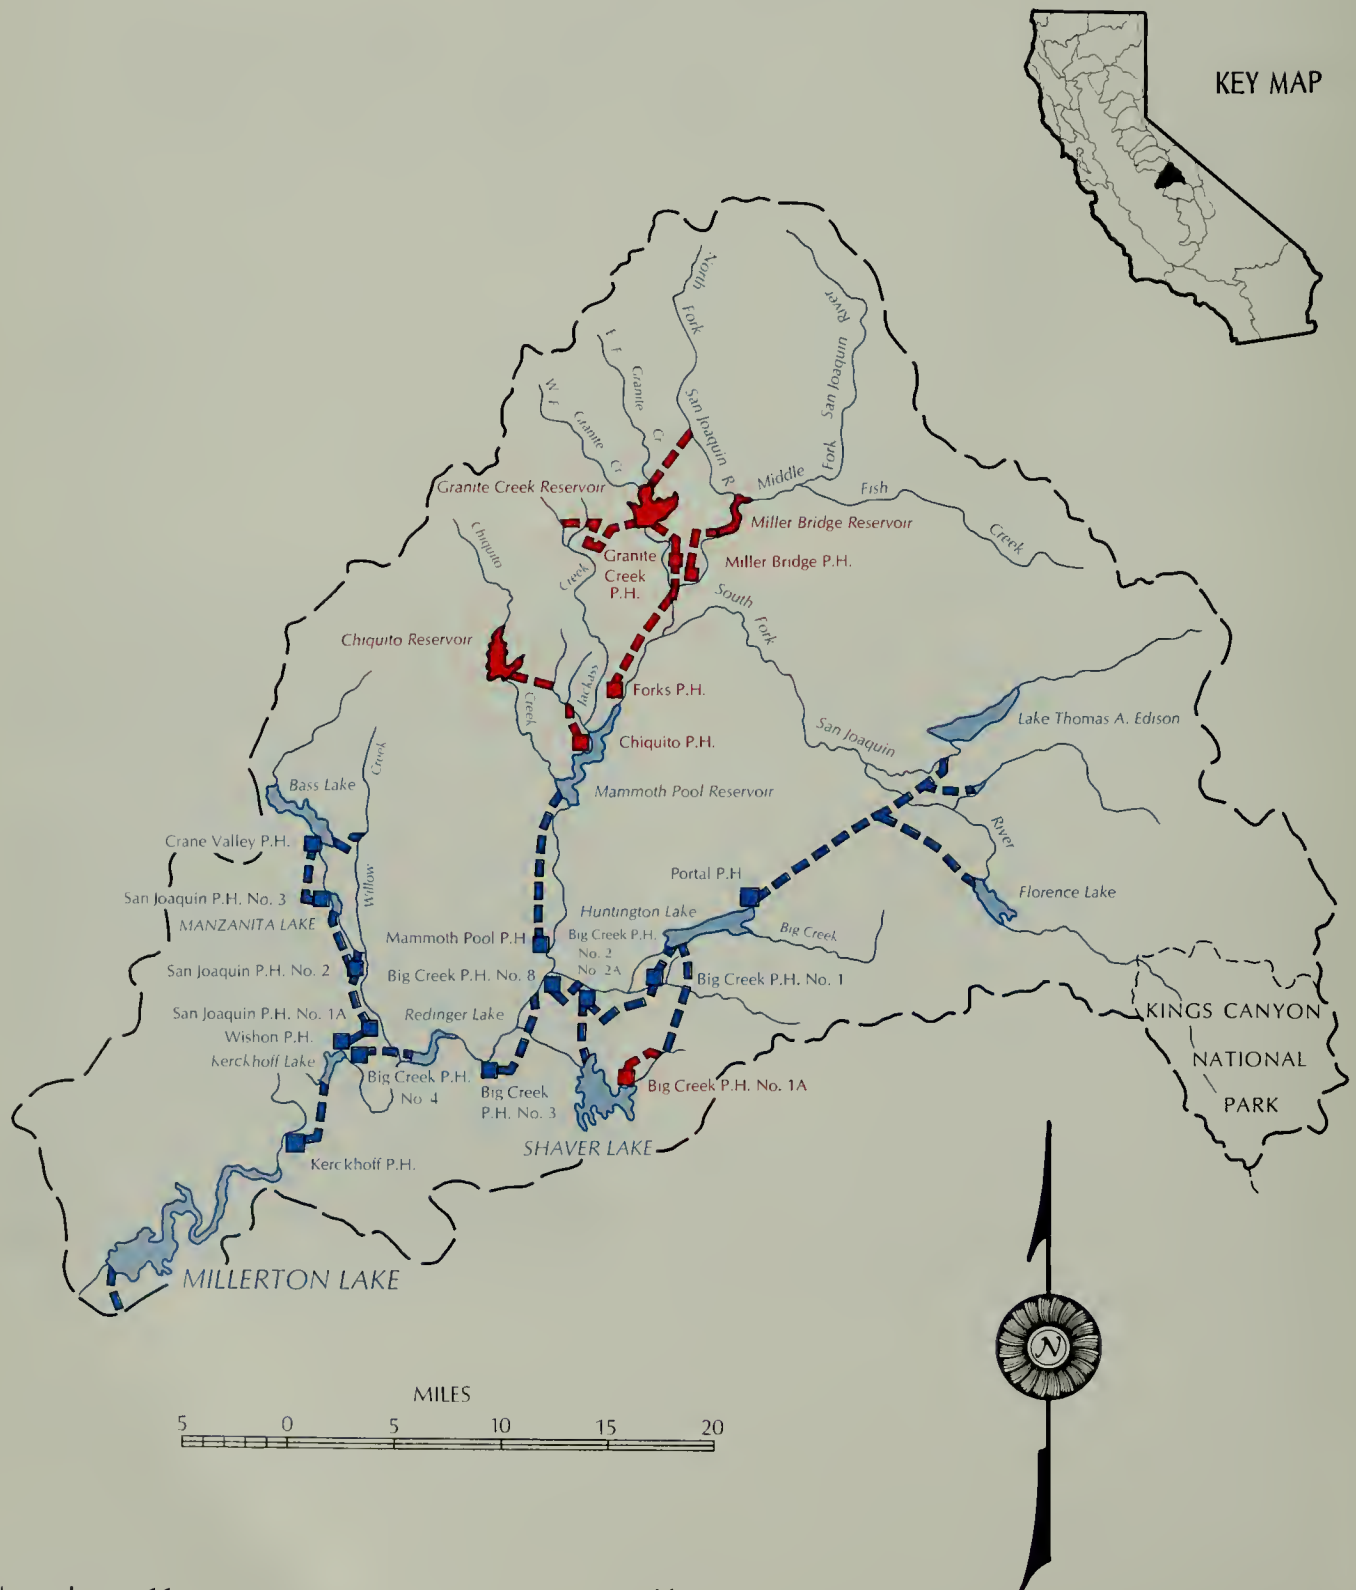 KEY MAP
North
Fork
San Joaquin R
River
San Joaquin
Fork
Middle
Granite
Cr
W F
Granite
Cr
Granite Creek Reservoir
Fish
Creek
Miller Bridge Reservoir
Chiquito
Creek
Granite
Creek
P.H.
Miller Bridge P.H.
Creek
South
Fork
Chiquito Reservoir
Jackass
Forks P.H.
Lake Thomas A. Edison
San Joaquin
River
Chiquito P.H.
Bass Lake
Creek
Willow
Mammoth Pool Reservoir
Crane Valley P.H.
Portal P.H
Florence Lake
San Joaquin P.H. No. 3
MANZANITA LAKE
Huntington Lake
Big Creek
Mammoth Pool P.H
Big Creek P.H.
No. 2
No. 2A
San Joaquin P.H. No. 2
Big Creek P.H. No. 8
Big Creek P.H. No. 1
San Joaquin P.H. No. 1A
Redinger Lake
KINGS CANYON
NATIONAL
PARK
Wishon P.H.
Kerckhoff Lake
Big Creek P.H.
No 4
Big Creek
P.H. No. 3
Big Creek P.H. No. 1A
SHAVER LAKE
Kerckhoff P.H.
MILLERTON LAKE
N
MILES
5 0 5 10 15 20